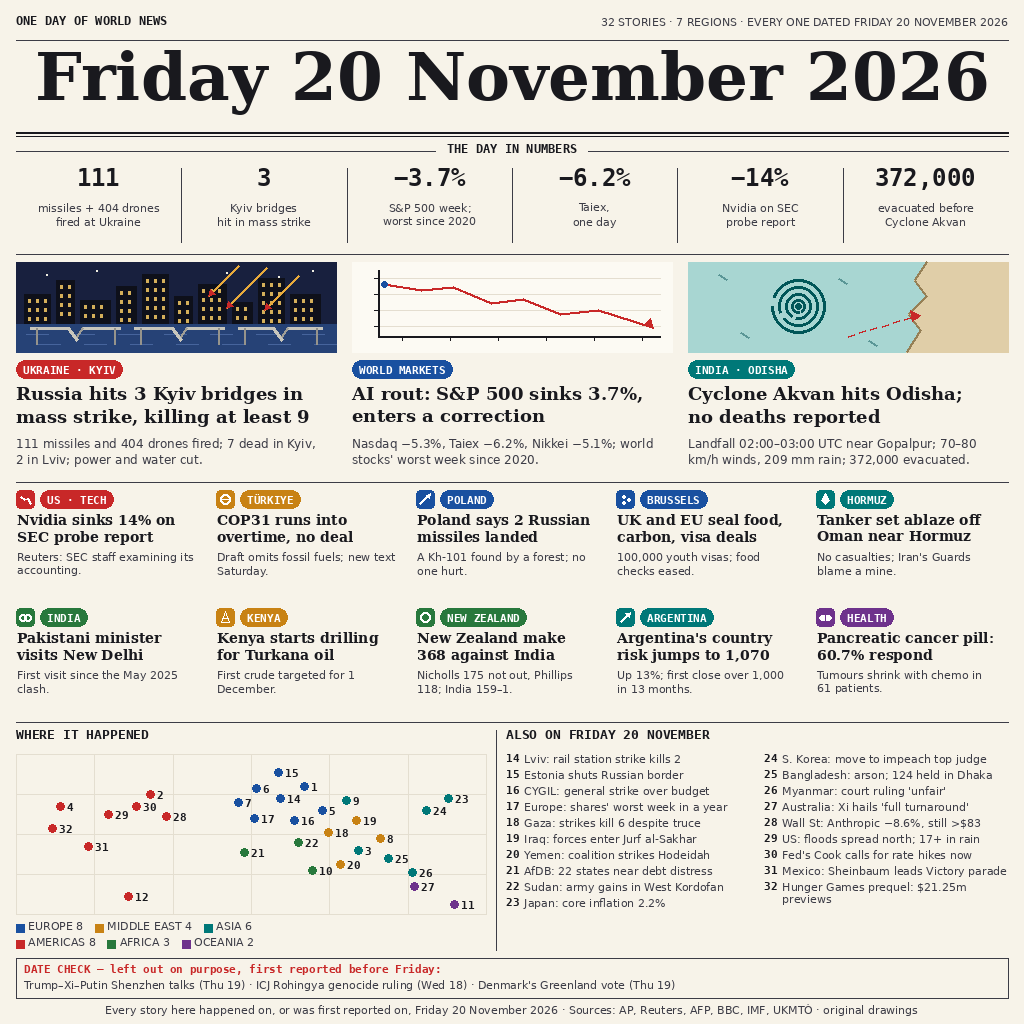 ONE DAY OF WORLD NEWS
32 STORIES · 7 REGIONS · EVERY ONE DATED FRIDAY 20 NOVEMBER 2026
Friday 20 November 2026
THE DAY IN NUMBERS
111
missiles + 404 drones
fired at Ukraine
3
Kyiv bridges
hit in mass strike
−3.7%
S&P 500 week;
worst since 2020
−6.2%
Taiex,
one day
−14%
Nvidia on SEC
probe report
372,000
evacuated before
Cyclone Akvan
UKRAINE · KYIV
Russia hits 3 Kyiv bridges in
mass strike, killing at least 9
111 missiles and 404 drones fired; 7 dead in Kyiv,
2 in Lviv; power and water cut.
WORLD MARKETS
AI rout: S&P 500 sinks 3.7%,
enters a correction
Nasdaq −5.3%, Taiex −6.2%, Nikkei −5.1%; world
stocks' worst week since 2020.
INDIA · ODISHA
Cyclone Akvan hits Odisha;
no deaths reported
Landfall 02:00–03:00 UTC near Gopalpur; 70–80
km/h winds, 209 mm rain; 372,000 evacuated.
US · TECH
Nvidia sinks 14% on
SEC probe report
Reuters: SEC staff examining its
accounting.
TÜRKIYE
COP31 runs into
overtime, no deal
Draft omits fossil fuels; new text
Saturday.
POLAND
Poland says 2 Russian
missiles landed
A Kh-101 found by a forest; no
one hurt.
BRUSSELS
UK and EU seal food,
carbon, visa deals
100,000 youth visas; food
checks eased.
HORMUZ
Tanker set ablaze off
Oman near Hormuz
No casualties; Iran's Guards
blame a mine.
INDIA
Pakistani minister
visits New Delhi
First visit since the May 2025
clash.
KENYA
Kenya starts drilling
for Turkana oil
First crude targeted for 1
December.
NEW ZEALAND
New Zealand make
368 against India
Nicholls 175 not out, Phillips
118; India 159–1.
ARGENTINA
Argentina's country
risk jumps to 1,070
Up 13%; first close over 1,000
in 13 months.
HEALTH
Pancreatic cancer pill:
60.7% respond
Tumours shrink with chemo in
61 patients.
WHERE IT HAPPENED
15
2
6
1
4
30
7
14
9
23
29
28
5
24
32
17
16
19
18
31
22
8
21
3
25
10
20
26
27
12
11
EUROPE 8
MIDDLE EAST 4
ASIA 6
AMERICAS 8
AFRICA 3
OCEANIA 2
ALSO ON FRIDAY 20 NOVEMBER
14 Lviv: rail station strike kills 2
15 Estonia shuts Russian border
16 CYGIL: general strike over budget
17 Europe: shares' worst week in a year
18 Gaza: strikes kill 6 despite truce
19 Iraq: forces enter Jurf al-Sakhar
20 Yemen: coalition strikes Hodeidah
21 AfDB: 22 states near debt distress
22 Sudan: army gains in West Kordofan
23 Japan: core inflation 2.2%
24 S. Korea: move to impeach top judge
25 Bangladesh: arson; 124 held in Dhaka
26 Myanmar: court ruling 'unfair'
27 Australia: Xi hails 'full turnaround'
28 Wall St: Anthropic −8.6%, still >$83
29 US: floods spread north; 17+ in rain
30 Fed's Cook calls for rate hikes now
31 Mexico: Sheinbaum leads Victory parade
32 Hunger Games prequel: $21.25m
previews
DATE CHECK — left out on purpose, first reported before Friday:
Trump–Xi–Putin Shenzhen talks (Thu 19) · ICJ Rohingya genocide ruling (Wed 18) · Denmark's Greenland vote (Thu 19)
Every story here happened on, or was first reported on, Friday 20 November 2026 · Sources: AP, Reuters, AFP, BBC, IMF, UKMTO · original drawings